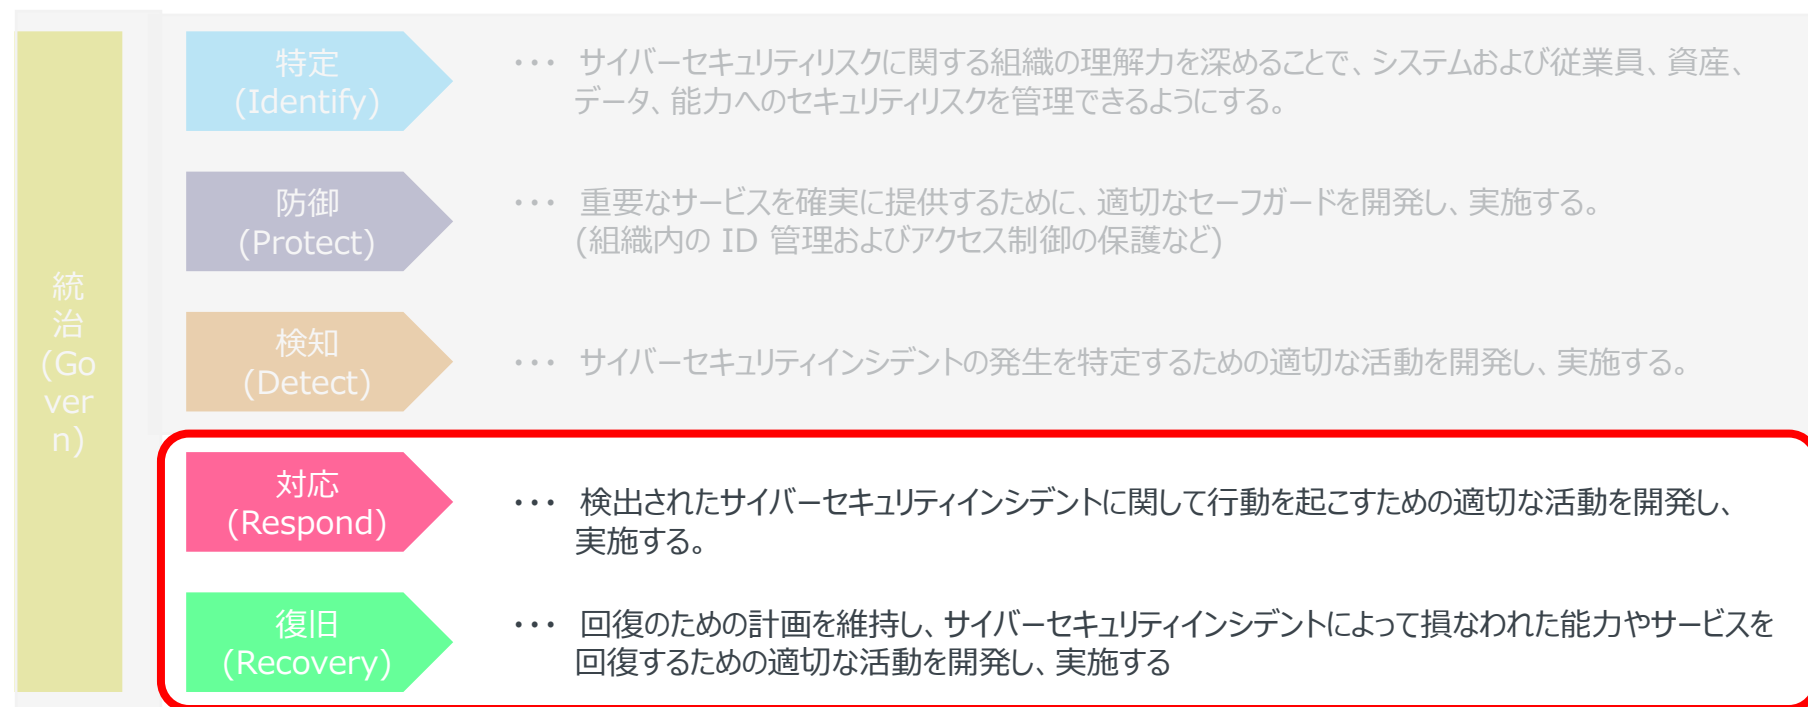 統
治
(Go
ver
n)
特定
(Identify)
・・・ サイバーセキュリティリスクに関する組織の理解力を深めることで、システムおよび従業員、資産、
データ、能力へのセキュリティリスクを管理できるようにする。
防御
(Protect)
・・・ 重要なサービスを確実に提供するために、適切なセーフガードを開発し、実施する。
(組織内の ID 管理およびアクセス制御の保護など)
検知
(Detect)
・・・ サイバーセキュリティインシデントの発生を特定するための適切な活動を開発し、実施する。
対応
(Respond)
・・・ 検出されたサイバーセキュリティインシデントに関して行動を起こすための適切な活動を開発し、
実施する。
復旧
(Recovery)
・・・ 回復のための計画を維持し、サイバーセキュリティインシデントによって損なわれた能力やサービスを
回復するための適切な活動を開発し、実施する